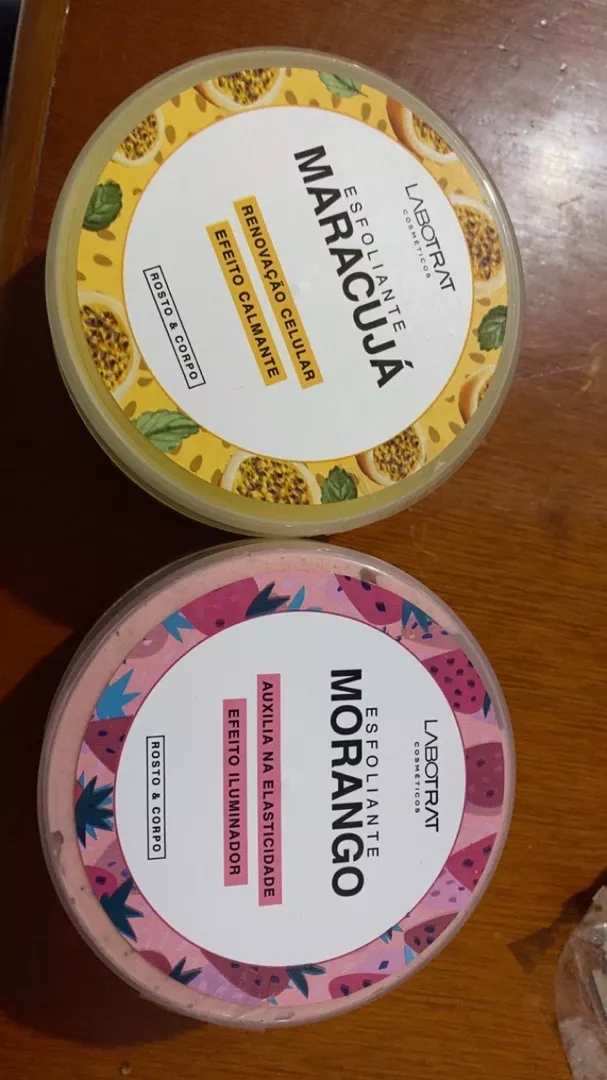 LABOTRAT
COSMÉTICOS
ESFOLIANTE
MARACUJÁ
RENOVAÇÃO CELULAR
EFEITO CALMANTE
ROSTO & CORPO
LABOTRAT
COSMÉTICOS
ESFOLIANTE
MORANGO
AUXILIA NA ELASTICIDADE
EFEITO ILUMINADOR
ROSTO & CORPO